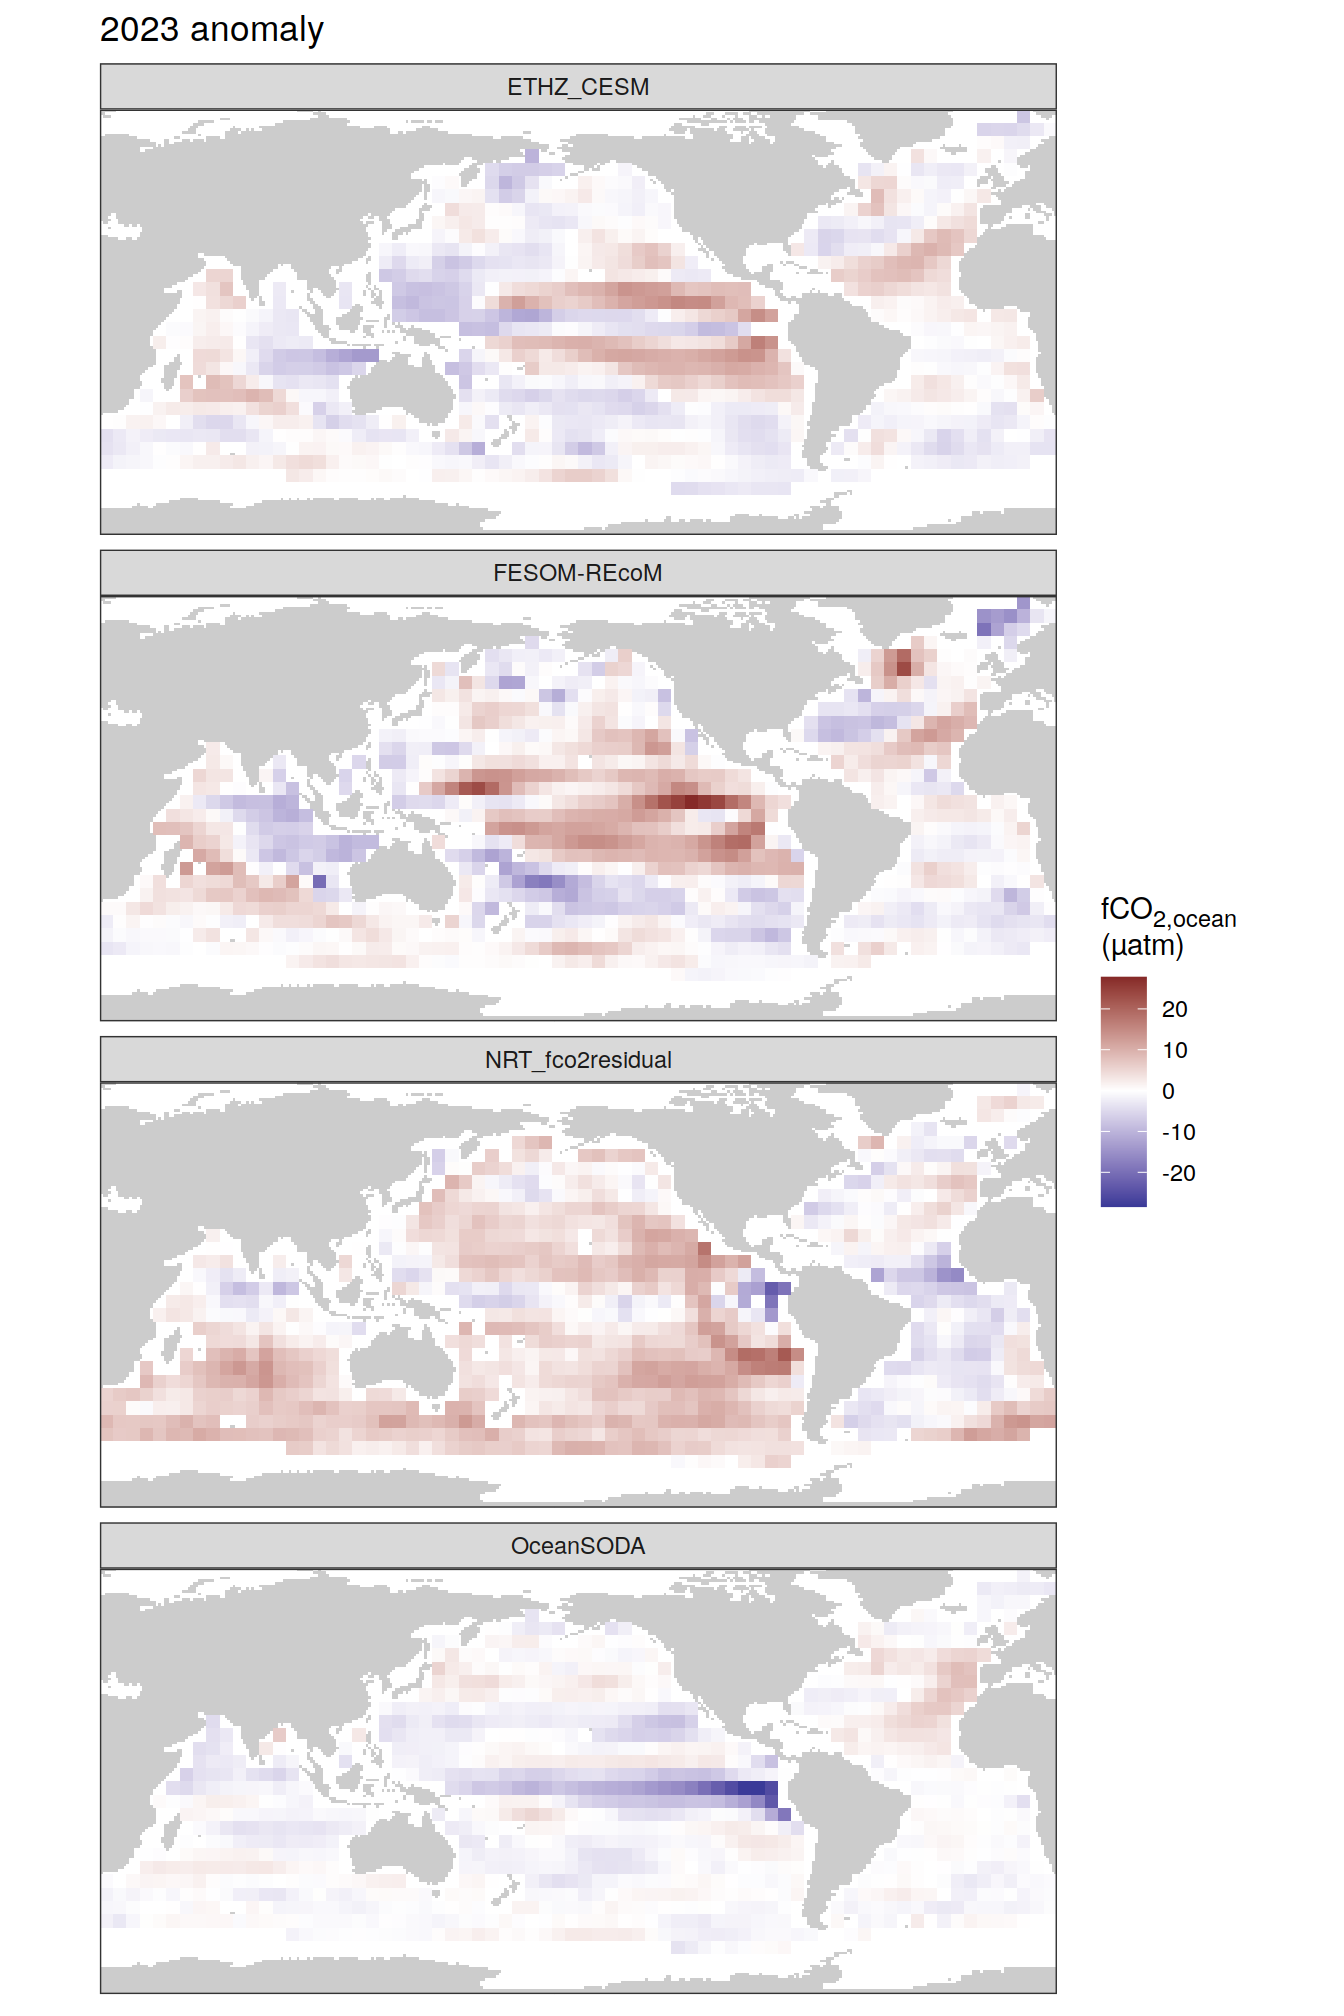 2023 anomaly
ETHZ_CESM
FESOM-REcoM
fCO2,ocean
(µatm)
20
10
0
-10
-20
NRT_fco2residual
OceanSODA